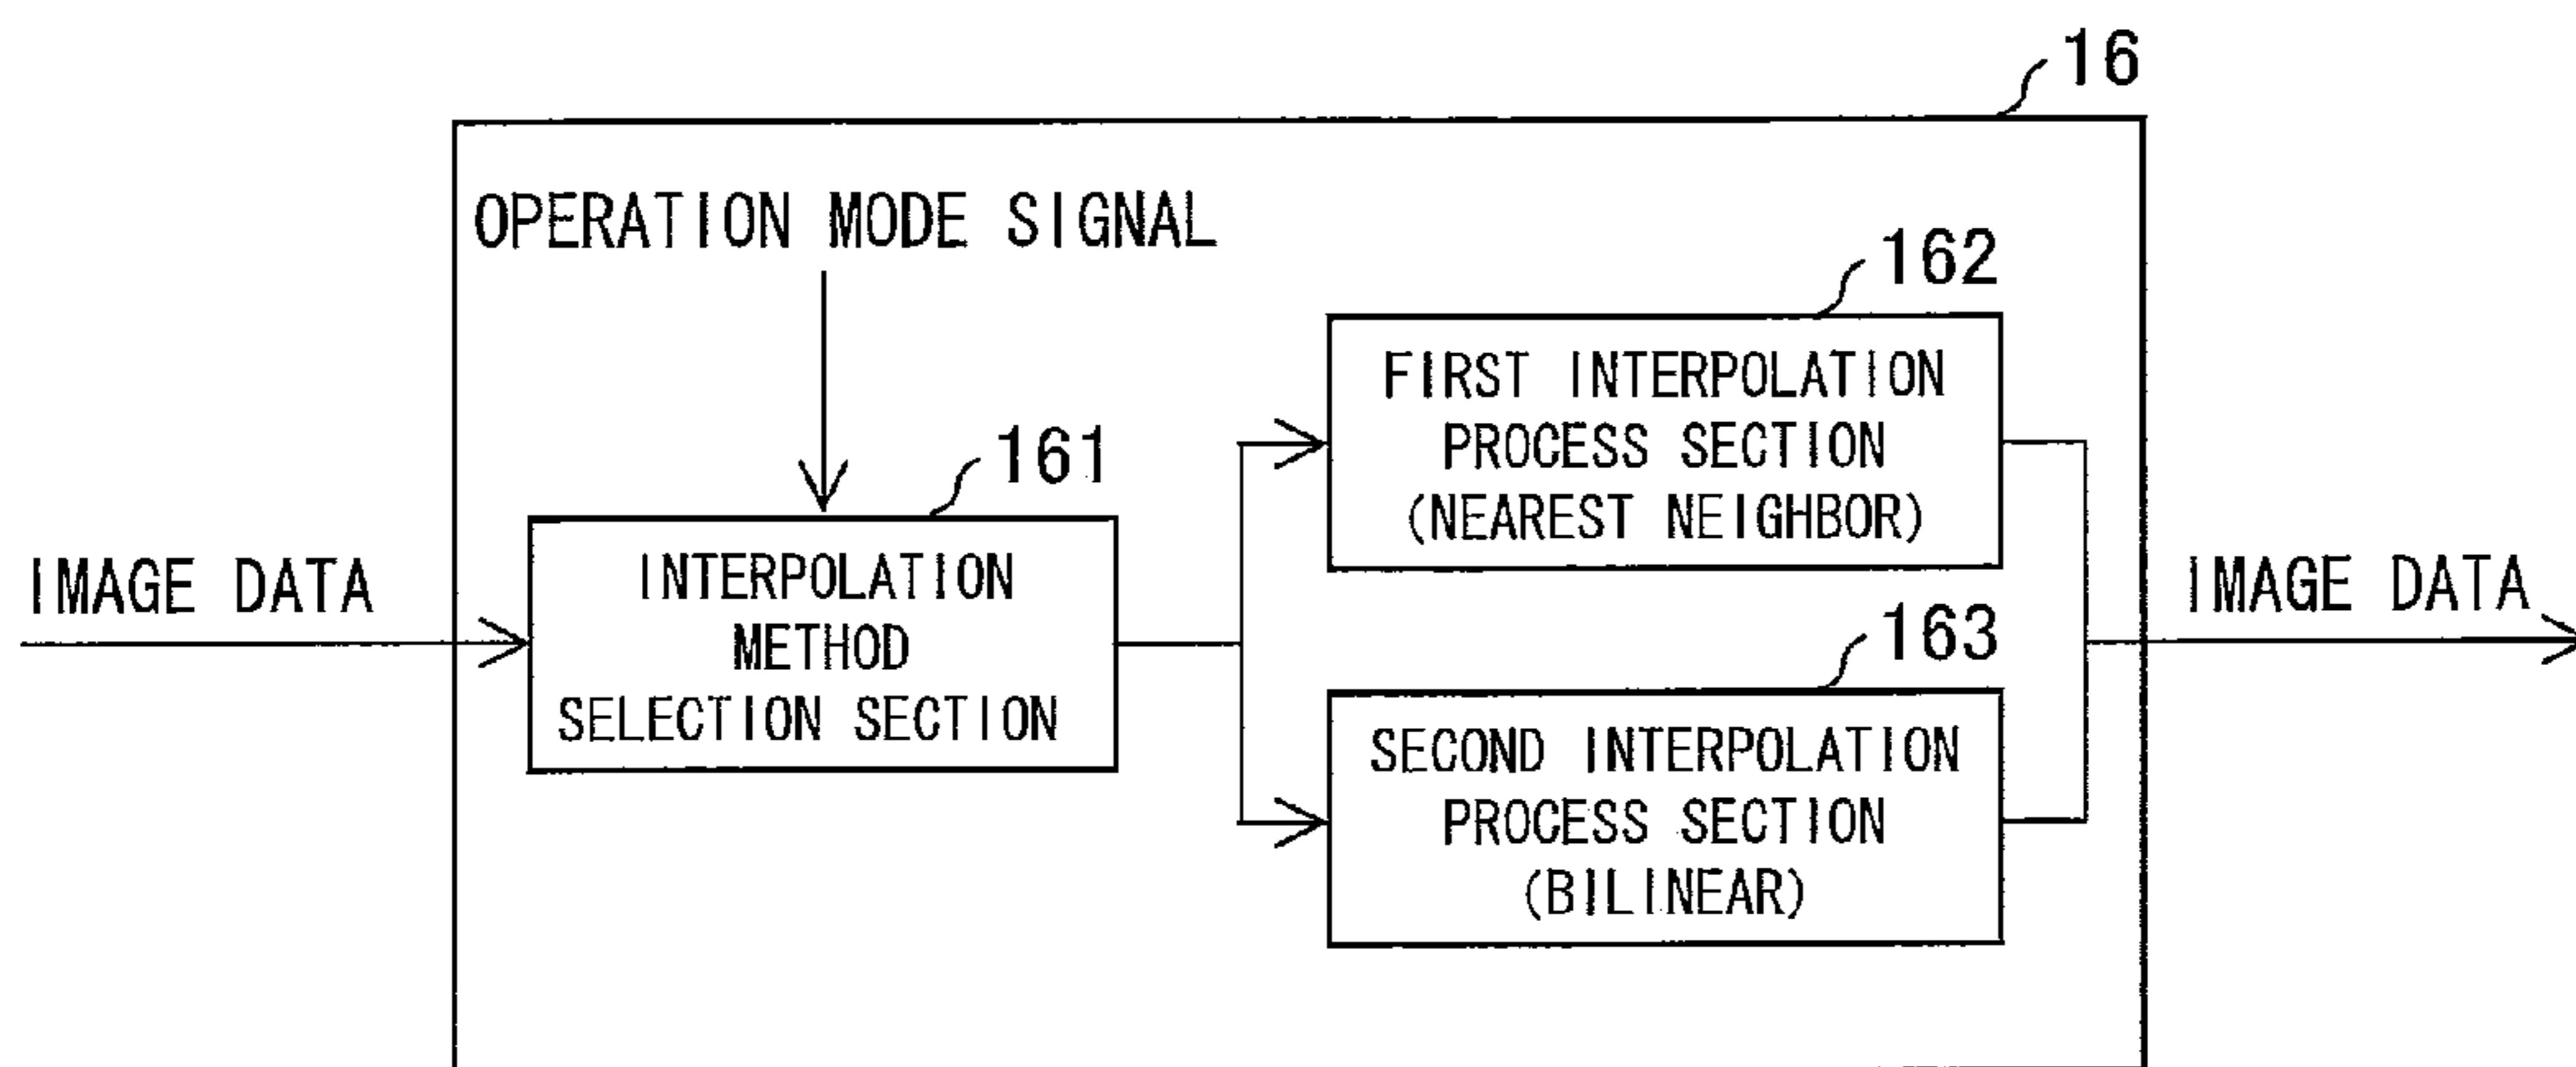 16
OPERATION MODE SIGNAL
162
FIRST INTERPOLATION
PROCESS SECTION
(NEAREST NEIGHBOR)
161
IMAGE DATA
INTERPOLATION
METHOD
SELECTION SECTION
163
SECOND INTERPOLATION
PROCESS SECTION
(BILINEAR)
IMAGE DATA